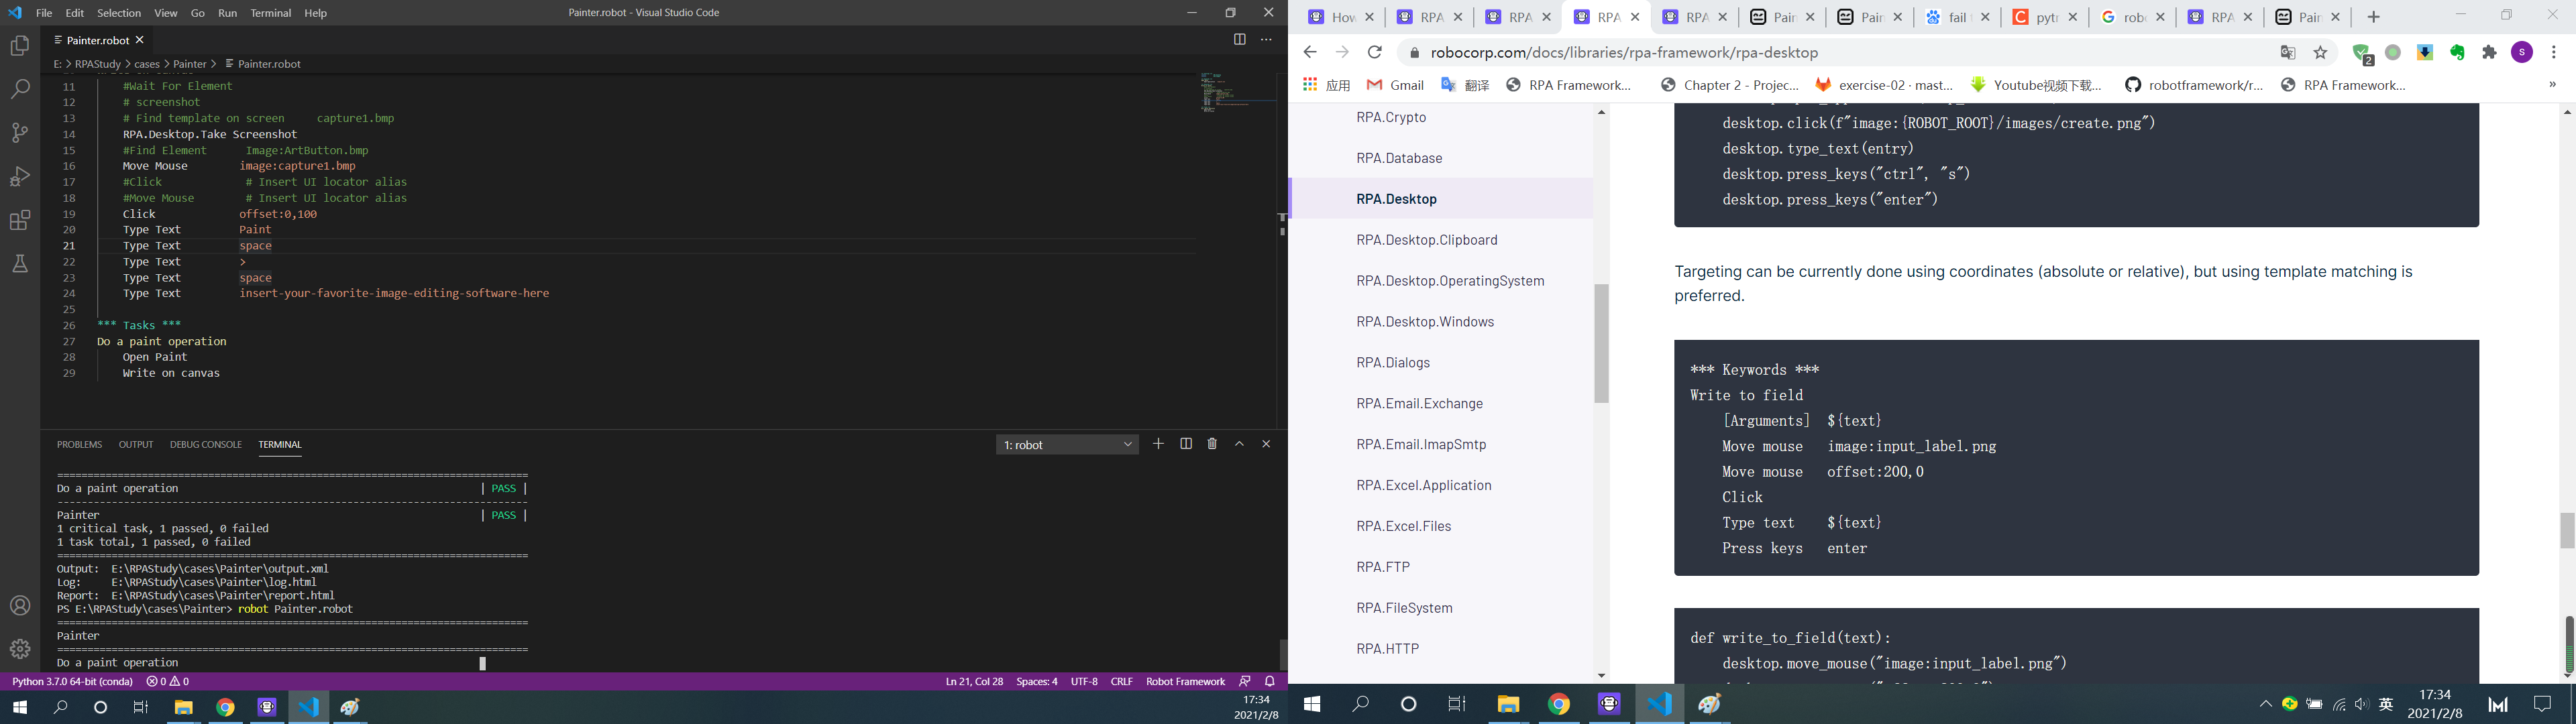 File Edit Selection View Go Run Terminal Help
Painter.robot - Visual Studio Code
Painter.robot
E: > RPAStudy > cases > Painter > Painter.robot
11 #Wait For Element
12 # screenshot
13 # Find template on screen capture1.bmp
14 RPA.Desktop.Take Screenshot
15 #Find Element Image:ArtButton.bmp
16 Move Mouse image:capture1.bmp
17 #Click # Insert UI locator alias
18 #Move Mouse # Insert UI locator alias
19 Click offset:0,100
20 Type Text Paint
21 Type Text space
22 Type Text >
23 Type Text space
24 Type Text insert-your-favorite-image-editing-software-here
25
26 *** Tasks ***
27 Do a paint operation
28 Open Paint
29 Write on canvas
PROBLEMS OUTPUT DEBUG CONSOLE TERMINAL
1: robot
==============================================================================
Do a paint operation | PASS |
------------------------------------------------------------------------------
Painter | PASS |
1 critical task, 1 passed, 0 failed
1 task total, 1 passed, 0 failed
==============================================================================
Output: E:\RPAStudy\cases\Painter\output.xml
Log: E:\RPAStudy\cases\Painter\log.html
Report: E:\RPAStudy\cases\Painter\report.html
PS E:\RPAStudy\cases\Painter> robot Painter.robot
==============================================================================
Painter
==============================================================================
Do a paint operation
Python 3.7.0 64-bit (conda) 0 0
Ln 21, Col 28 Spaces: 4 UTF-8 CRLF Robot Framework
17:34
2021/2/8
How RPA RPA RPA RPA Pain Pain fail pytr rob RPA Pain
robocorp.com/docs/libraries/rpa-framework/rpa-desktop
2
S
应用 Gmail 翻译 RPA Framework... Chapter 2 - Projec... exercise-02 · mast... Youtube视频下载... robotframework/r... RPA Framework... »
RPA.Crypto
RPA.Database
RPA.Desktop
RPA.Desktop.Clipboard
RPA.Desktop.OperatingSystem
RPA.Desktop.Windows
RPA.Dialogs
RPA.Email.Exchange
RPA.Email.ImapSmtp
RPA.Excel.Application
RPA.Excel.Files
RPA.FTP
RPA.FileSystem
RPA.HTTP
desktop.click(f"image:{ROBOT_ROOT}/images/create.png")
desktop.type_text(entry)
desktop.press_keys("ctrl", "s")
desktop.press_keys("enter")
Targeting can be currently done using coordinates (absolute or relative), but using template matching is
preferred.
*** Keywords ***
Write to field
[Arguments] ${text}
Move mouse image:input_label.png
Move mouse offset:200,0
Click
Type text ${text}
Press keys enter
def write_to_field(text):
desktop.move_mouse("image:input_label.png")
英
17:34
2021/2/8